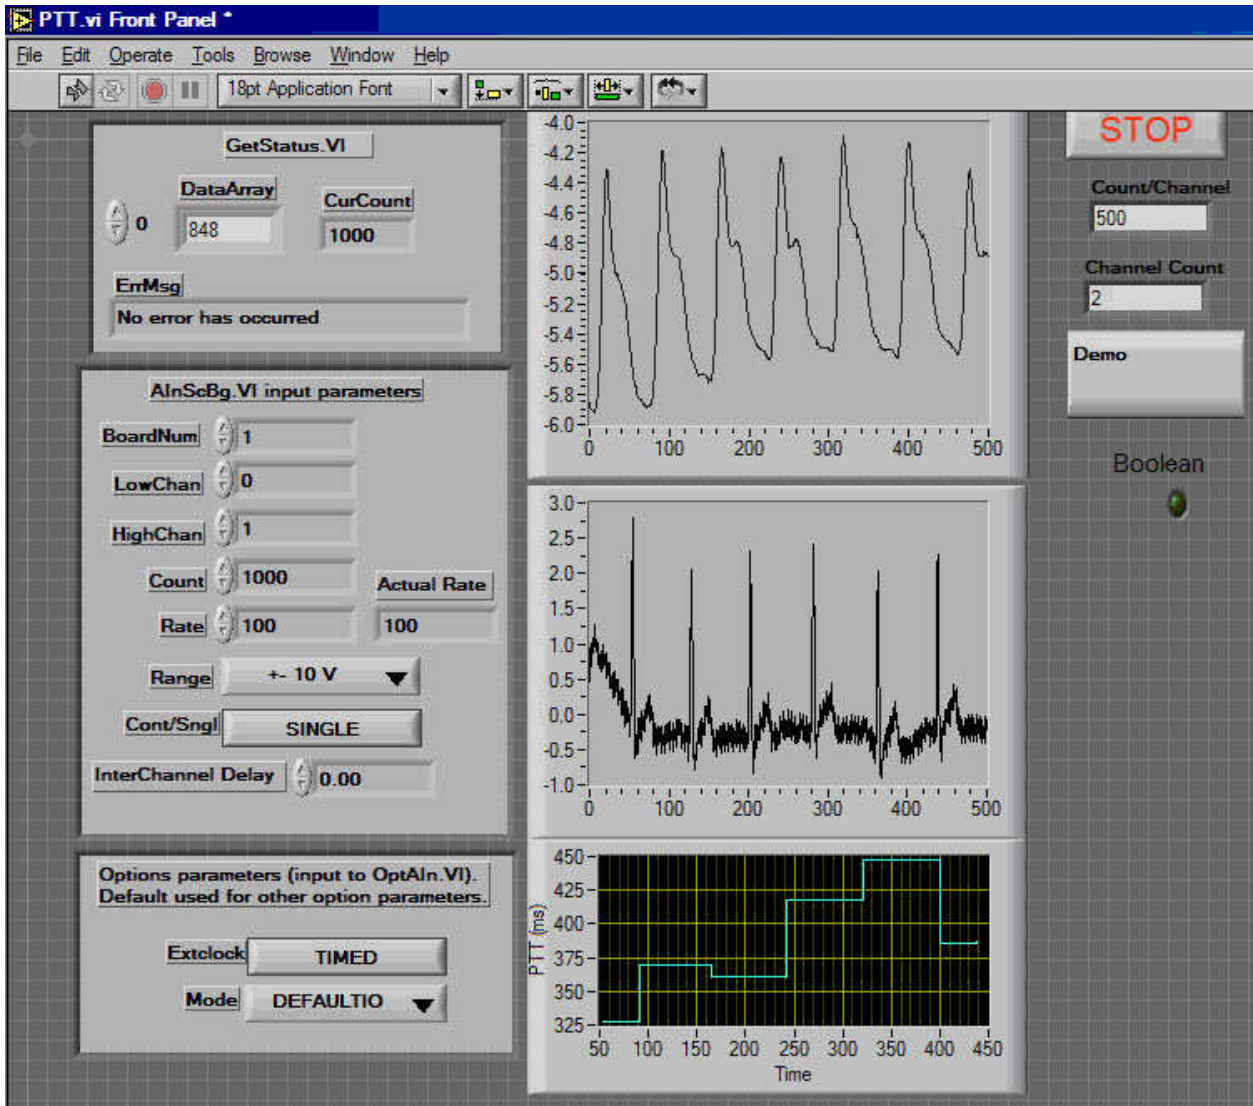 PTT.vi Front Panel *
File Edit Operate Tools Browse Window Help
18pt Application Font
GetStatus.VI
DataArray
CurCount
0
848
1000
ErrMsg
No error has occurred
AInScBg.VI input parameters
BoardNum 1
LowChan 0
HighChan 1
Count 1000
Actual Rate
Rate 100
100
Range +- 10 V
Cont/Sngl SINGLE
InterChannel Delay 0.00
Options parameters (input to OptAIn.VI).
Default used for other option parameters.
Extclock TIMED
Mode DEFAULTIO
-4.0
-4.2
-4.4
-4.6
-4.8
-5.0
-5.2
-5.4
-5.6
-5.8
-6.0
0 100 200 300 400 500
3.0
2.5
2.0
1.5
1.0
0.5
0.0
-0.5
-1.0
0 100 200 300 400 500
450
425
400
375
350
325
PTT (ms)
50 100 150 200 250 300 350 400 450
Time
STOP
Count/Channel
500
Channel Count
2
Demo
Boolean